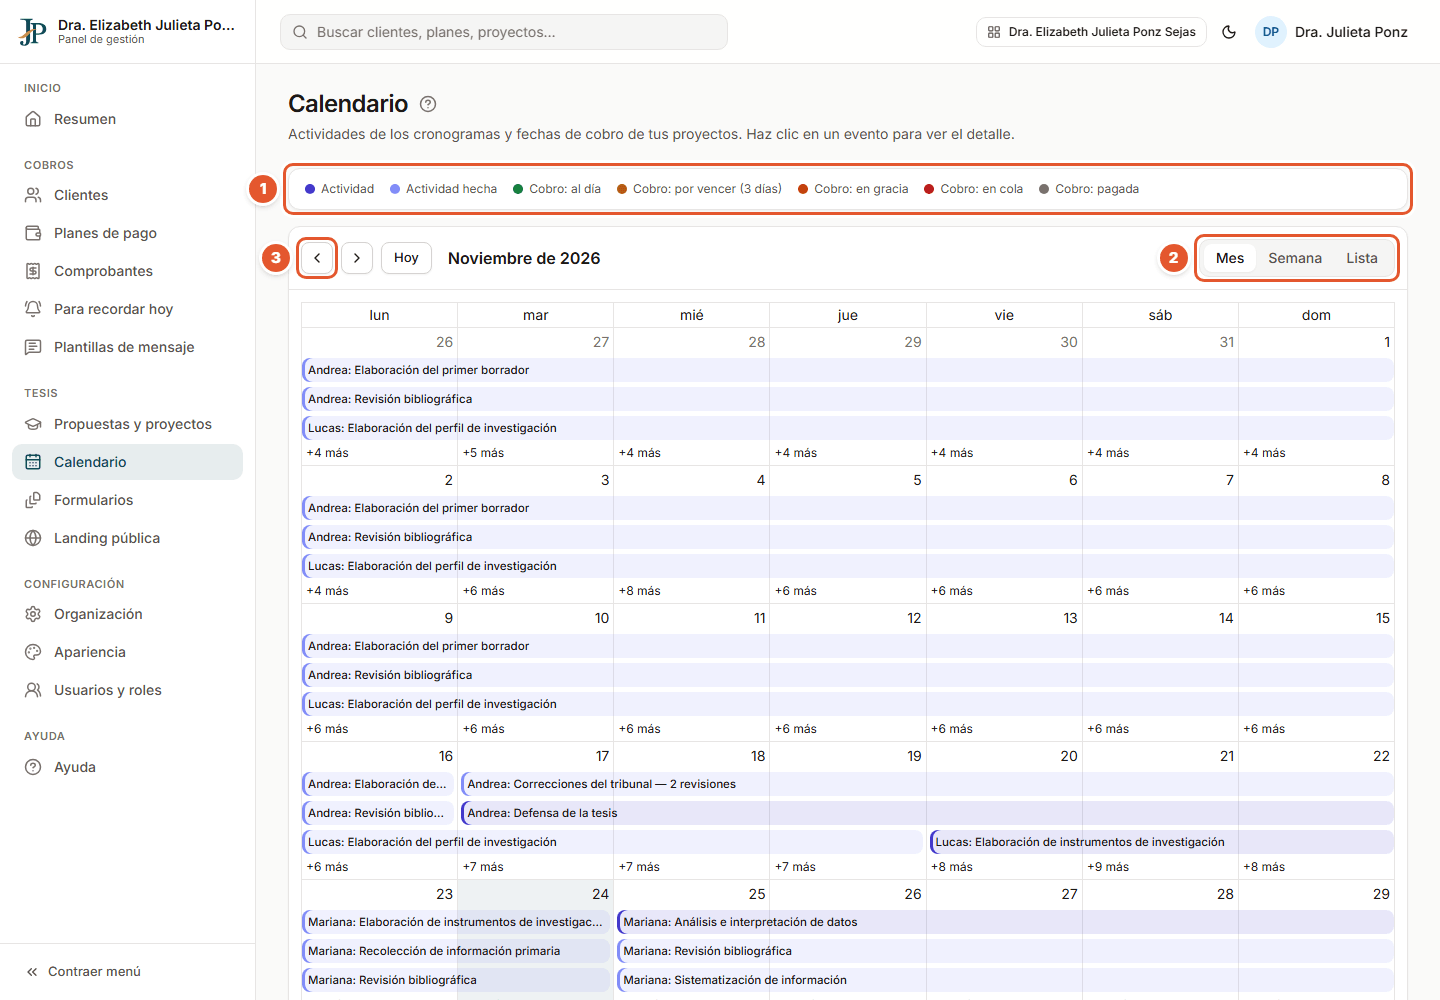 Dra. Elizabeth Julieta Po...
Panel de gestión
Buscar clientes, planes, proyectos...
Dra. Elizabeth Julieta Ponz Sejas
DP
Dra. Julieta Ponz
INICIO
Resumen
COBROS
Clientes
Planes de pago
Comprobantes
Para recordar hoy
Plantillas de mensaje
TESIS
Propuestas y proyectos
Calendario
Formularios
Landing pública
CONFIGURACIÓN
Organización
Apariencia
Usuarios y roles
AYUDA
Ayuda
Contraer menú
Calendario
Actividades de los cronogramas y fechas de cobro de tus proyectos. Haz clic en un evento para ver el detalle.
1
Actividad Actividad hecha Cobro: al día Cobro: por vencer (3 días) Cobro: en gracia Cobro: en cola Cobro: pagada
3 Hoy Noviembre de 2026 2 Mes Semana Lista
lun mar mié jue vie sáb dom
26 27 28 29 30 31 1
Andrea: Elaboración del primer borrador
Andrea: Revisión bibliográfica
Lucas: Elaboración del perfil de investigación
+4 más +5 más +4 más +4 más +4 más +4 más +4 más
2 3 4 5 6 7 8
Andrea: Elaboración del primer borrador
Andrea: Revisión bibliográfica
Lucas: Elaboración del perfil de investigación
+4 más +6 más +8 más +6 más +6 más +6 más +6 más
9 10 11 12 13 14 15
Andrea: Elaboración del primer borrador
Andrea: Revisión bibliográfica
Lucas: Elaboración del perfil de investigación
+6 más +6 más +6 más +6 más +6 más +6 más +6 más
16 17 18 19 20 21 22
Andrea: Elaboración de... Andrea: Correcciones del tribunal — 2 revisiones
Andrea: Revisión biblio... Andrea: Defensa de la tesis
Lucas: Elaboración del perfil de investigación Lucas: Elaboración de instrumentos de investigación
+6 más +7 más +7 más +7 más +8 más +9 más +8 más
23 24 25 26 27 28 29
Mariana: Elaboración de instrumentos de investigac... Mariana: Análisis e interpretación de datos
Mariana: Recolección de información primaria Mariana: Revisión bibliográfica
Mariana: Revisión bibliográfica Mariana: Sistematización de información